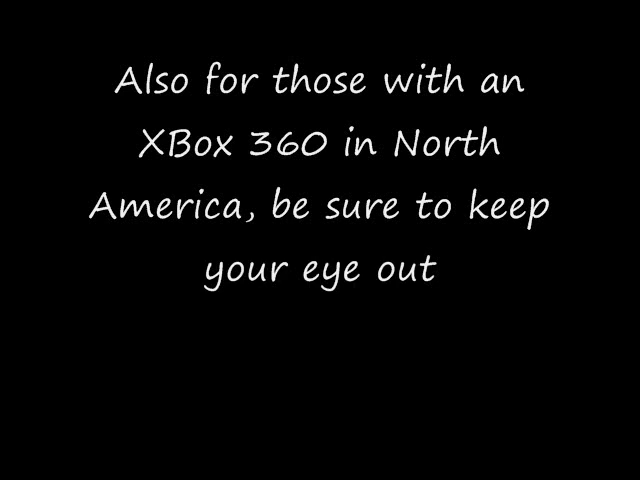 Also for those with an
XBox 360 in North
America, be sure to keep
your eye out